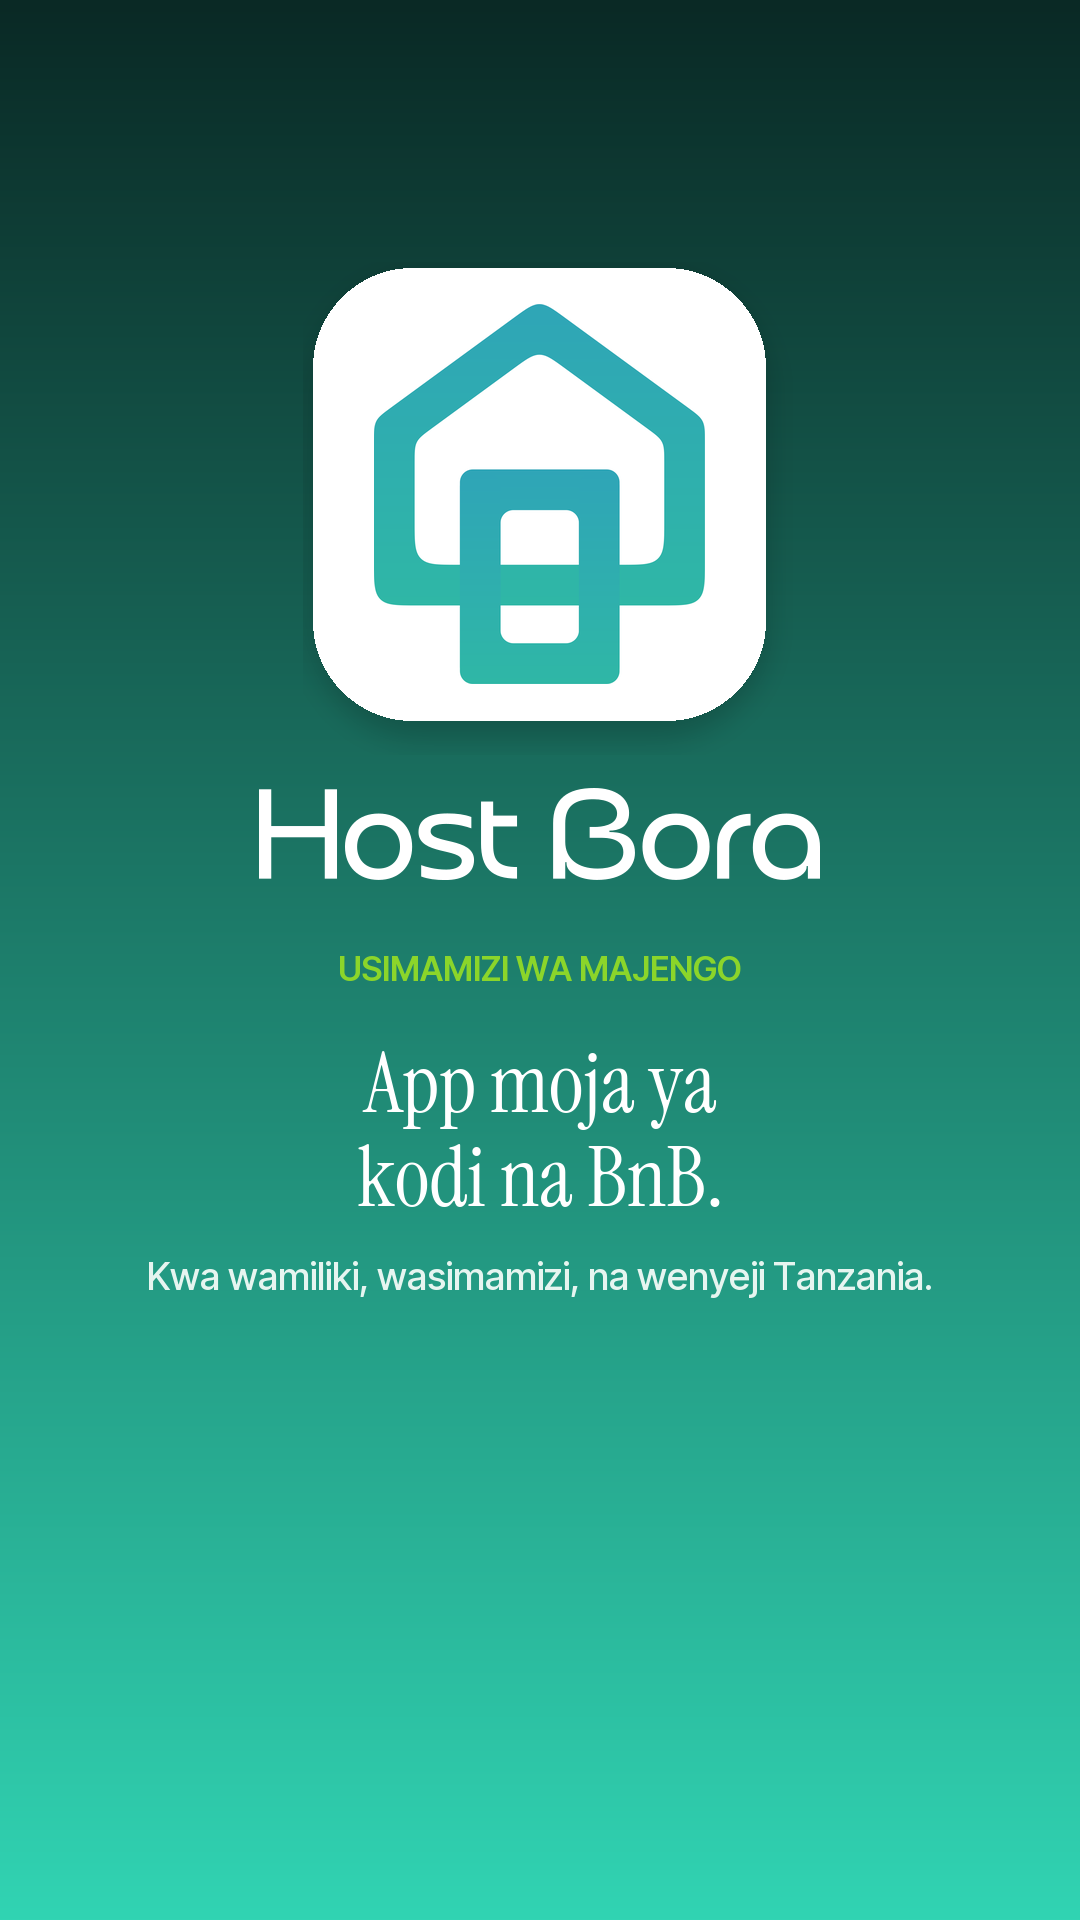 Host Bora
USIMAMIZI WA MAJENGO
App moja ya
kodi na BnB.
Kwa wamiliki, wasimamizi, na wenyeji Tanzania.